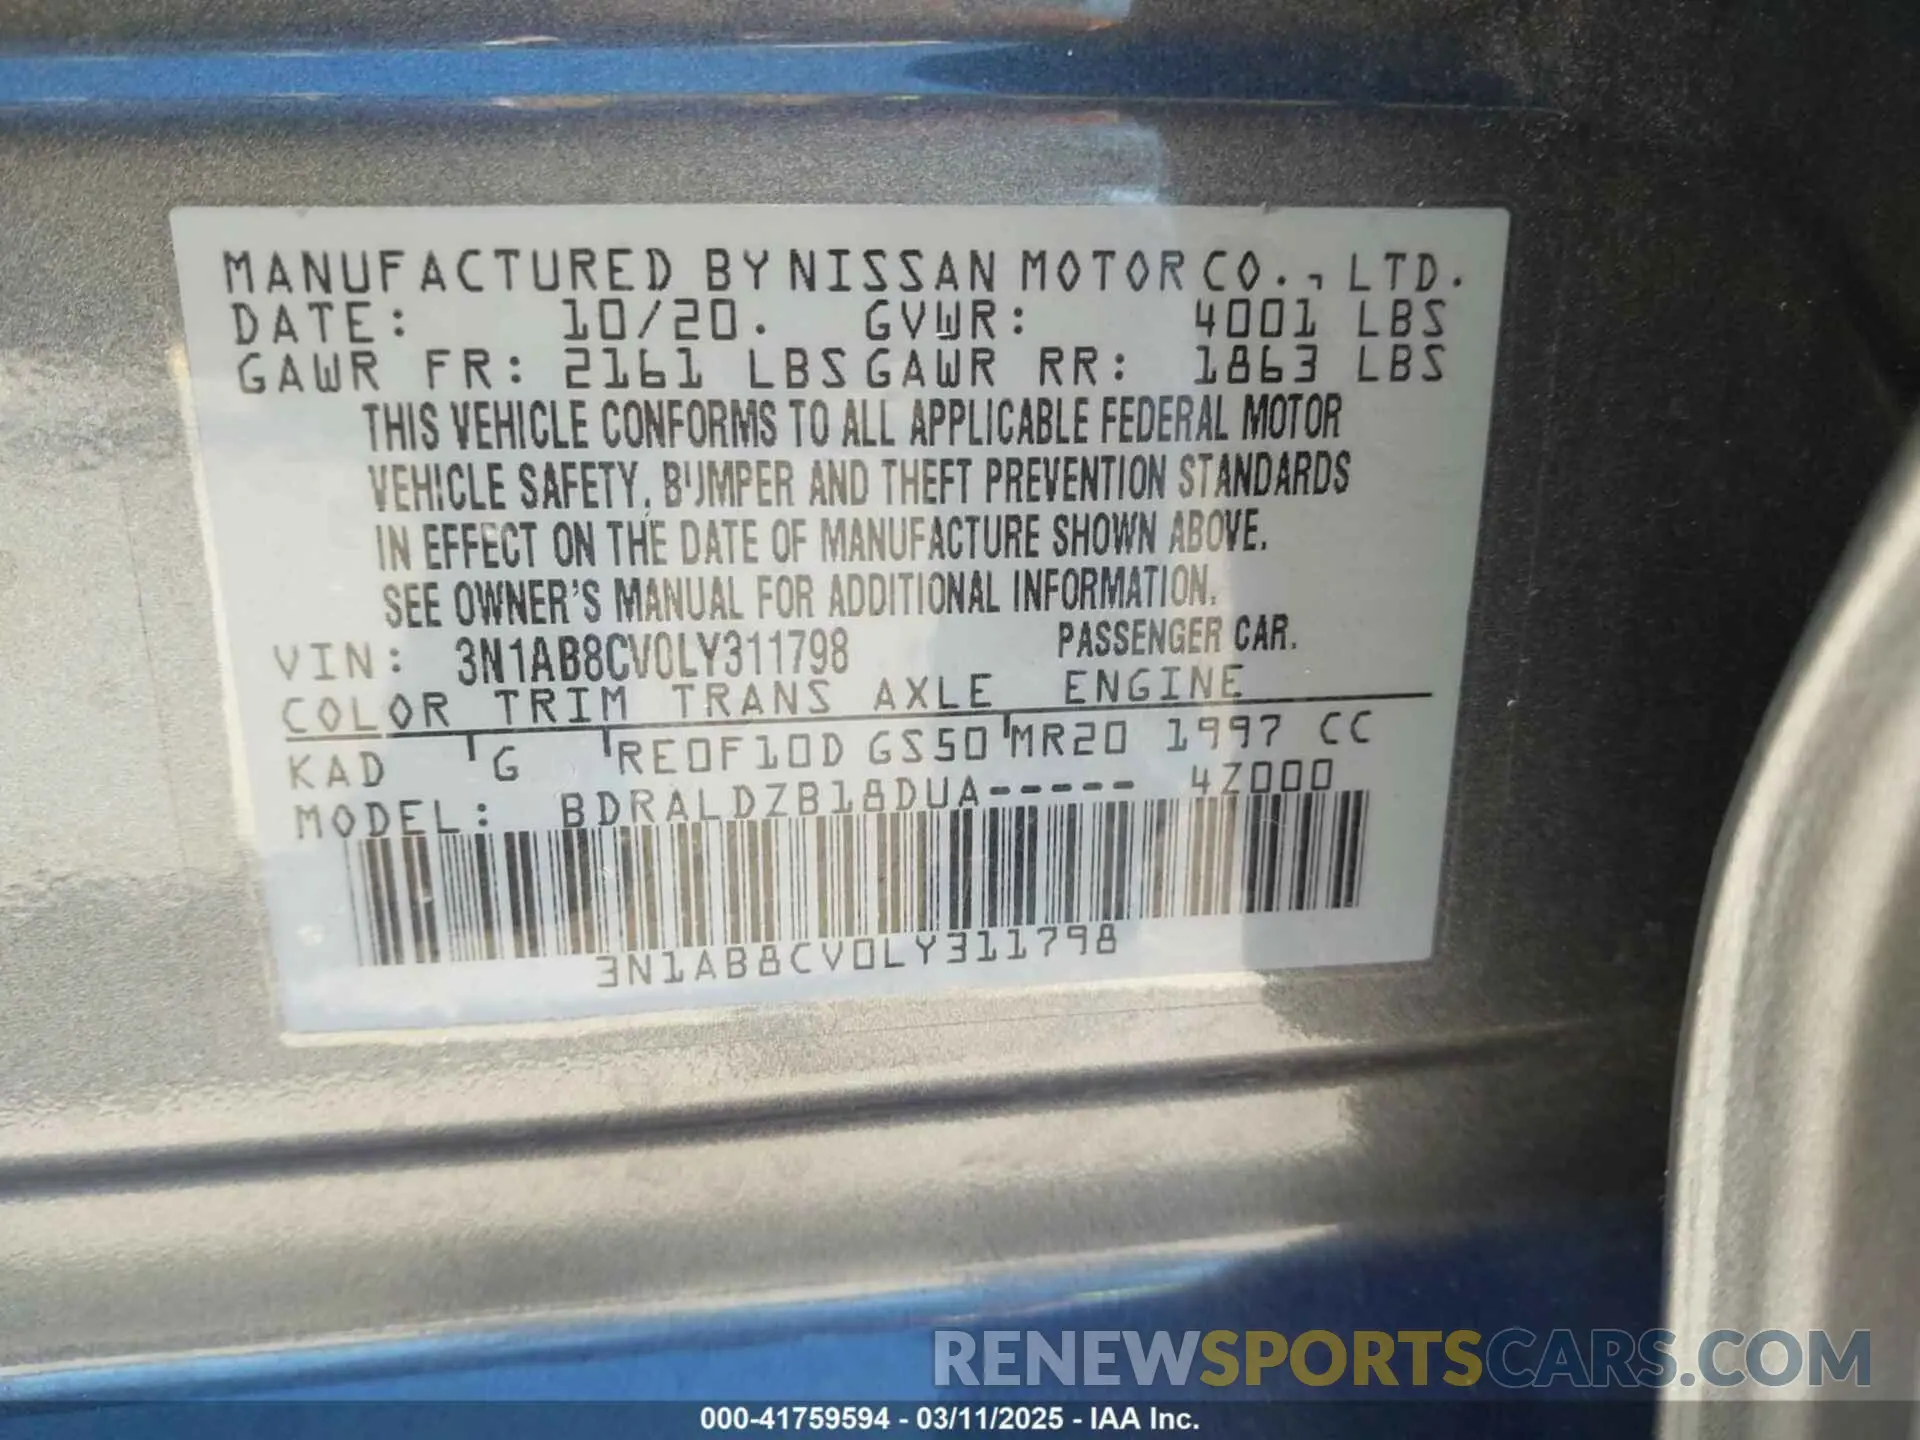 MANUFACTURED BY NISSAN MOTOR CO., LTD.
DATE: 10/20. GVWR: 4001 LBS
GAWR FR: 2161 LBS GAWR RR: 1863 LBS
THIS VEHICLE CONFORMS TO ALL APPLICABLE FEDERAL MOTOR
VEHICLE SAFETY, BUMPER AND THEFT PREVENTION STANDARDS
IN EFFECT ON THE DATE OF MANUFACTURE SHOWN ABOVE.
SEE OWNER'S MANUAL FOR ADDITIONAL INFORMATION.
VIN: 3N1AB8CV0LY311798 PASSENGER CAR.
COLOR TRIM TRANS AXLE ENGINE
KAD G RE0F10D GS50 MR20 1997 CC
MODEL: BDRALDZB18DUA----- 4Z000
3N1AB8CV0LY311798
RENEWSPORTSCARS.COM
000-41759594 - 03/11/2025 - IAA Inc.